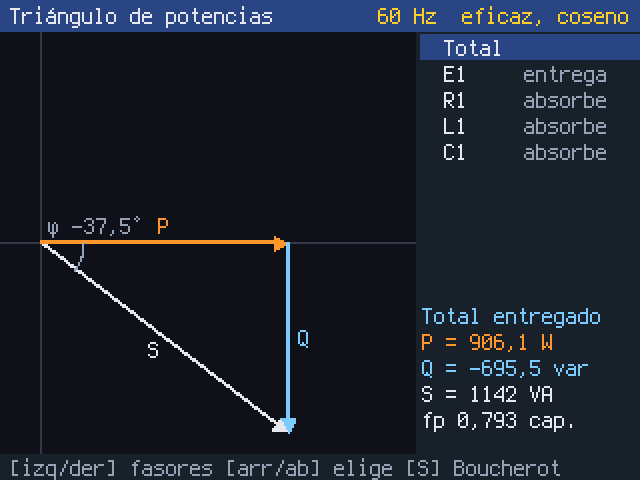 Triángulo de potencias 60 Hz eficaz, coseno
Total
E1 entrega
R1 absorbe
L1 absorbe
C1 absorbe
φ -37,5° P
Q
S
Total entregado
P = 906,1 W
Q = -695,5 var
S = 1142 VA
fp 0,793 cap.
[izq/der] fasores [arr/ab] elige [S] Boucherot